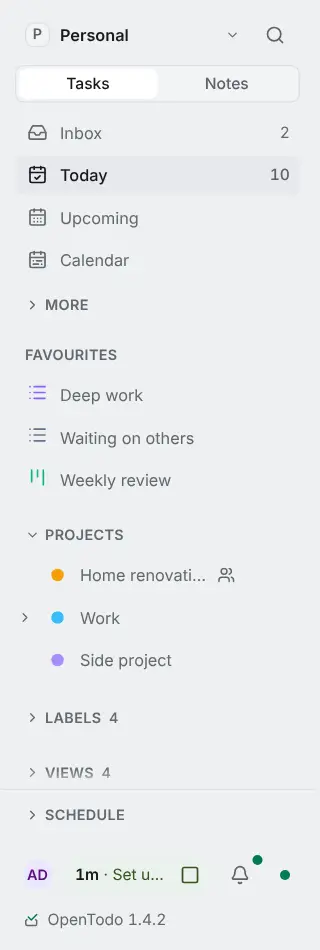 P Personal
Tasks Notes
Inbox 2
Today 10
Upcoming
Calendar
MORE
FAVOURITES
Deep work
Waiting on others
Weekly review
PROJECTS
Home renovati...
Work
Side project
LABELS 4
VIEWS 4
SCHEDULE
AD 1m · Set u...
OpenTodo 1.4.2